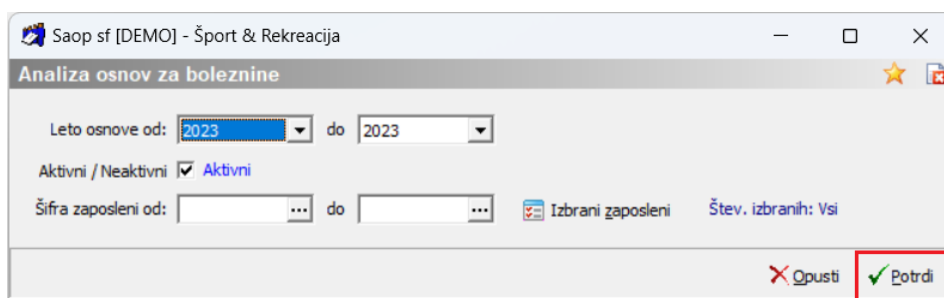 Saop sf [DEMO] - Šport & Rekreacija
Analiza osnov za boleznine
Leto osnove od: 2023 do 2023
Aktivni / Neaktivni Aktivni
Šifra zaposleni od: ... do ... Izbrani zaposleni Štev. izbranih: Vsi
Opusti Potrdi